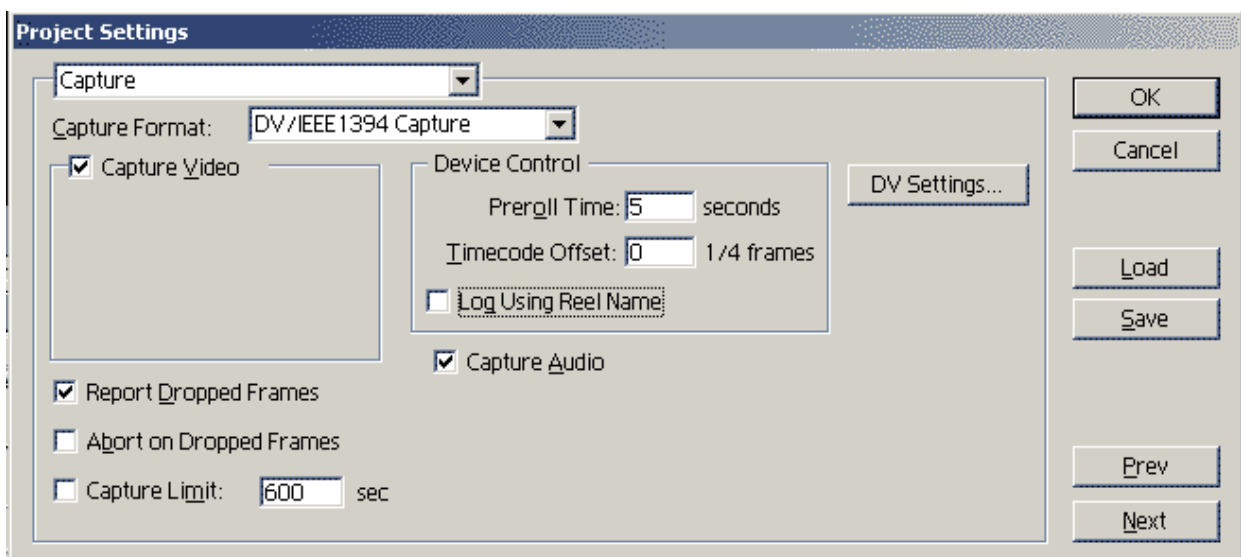 Project Settings
Capture
OK
Capture Format: DV/IEEE1394 Capture
Cancel
Capture Video
Device Control
DV Settings...
Preroll Time: 5 seconds
Timecode Offset: 0 1/4 frames
Load
Log Using Reel Name
Save
Capture Audio
Report Dropped Frames
Abort on Dropped Frames
Prev
Capture Limit: 600 sec
Next